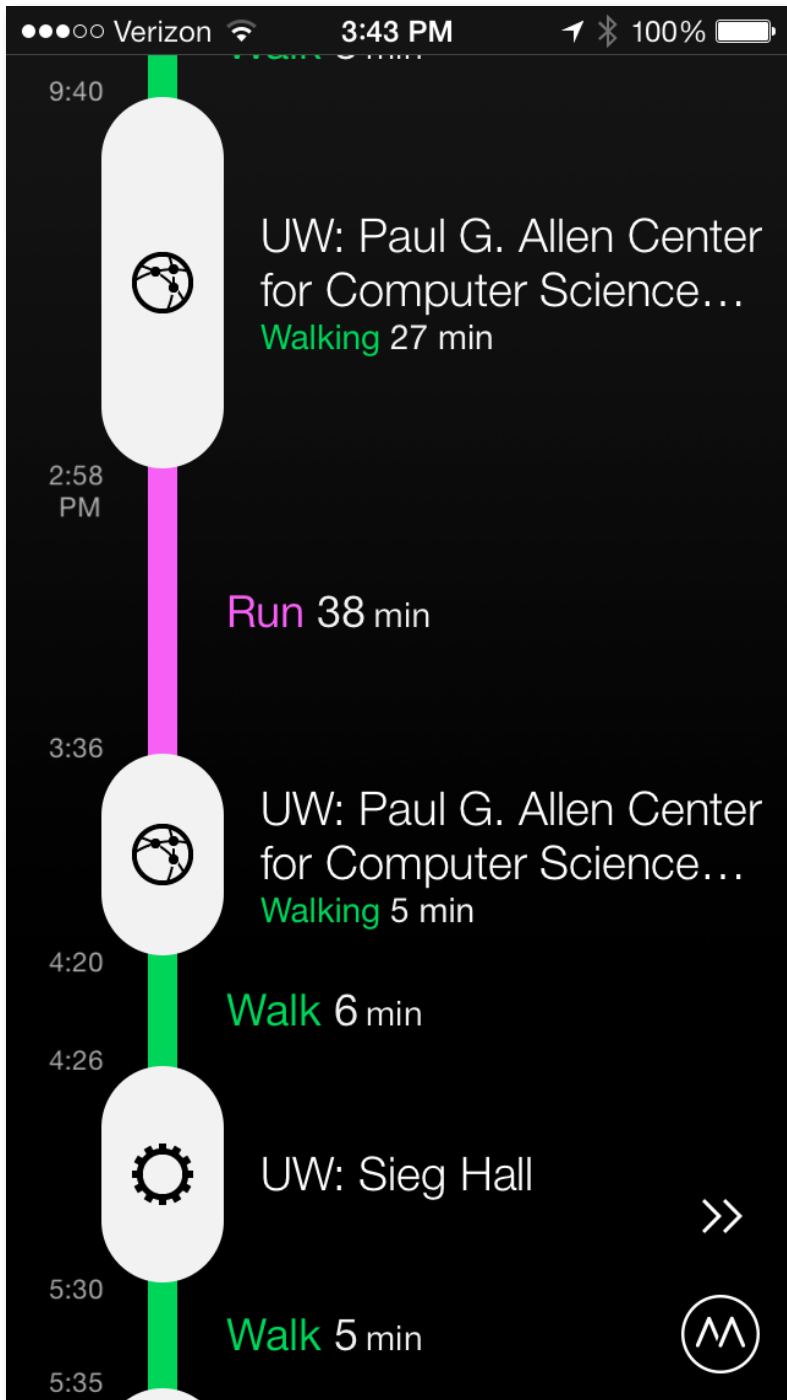 Verizon 3:43 PM 100%
Walk min
9:40
UW: Paul G. Allen Center
for Computer Science...
Walking 27 min
2:58
PM
Run 38 min
3:36
UW: Paul G. Allen Center
for Computer Science...
Walking 5 min
4:20
Walk 6 min
4:26
UW: Sieg Hall
5:30
Walk 5 min
5:35